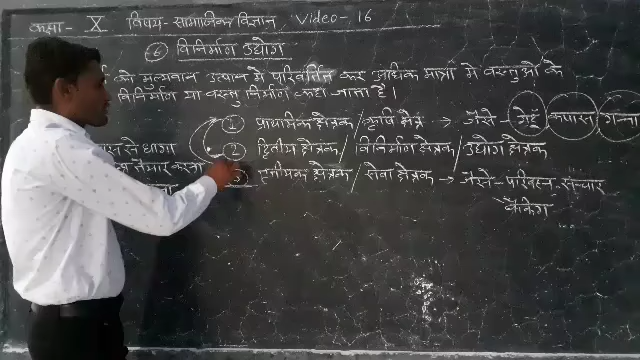 कक्षा - X विषय - सामाजिक विज्ञान Video - 16
6 विनिर्माण उद्योग
को मुल्यवान उत्पाद मे परिवर्तित कर अधिक मात्रा मे वस्तुओ के
विनिर्माण या वस्तु निर्माण कहा जाता है।
1 प्राथमिक क्षेत्रक / कृषि क्षेत्र → जैसे - गेहूँ कपास गन्ना
से धागा
2 द्वितीय क्षेत्रक / विनिर्माण क्षेत्रक / उद्योग क्षेत्रक
तैयार करना
3 तृतीयक क्षेत्रक / सेवा क्षेत्रक → जैसे - परिवहन - संचार
बैंकिंग